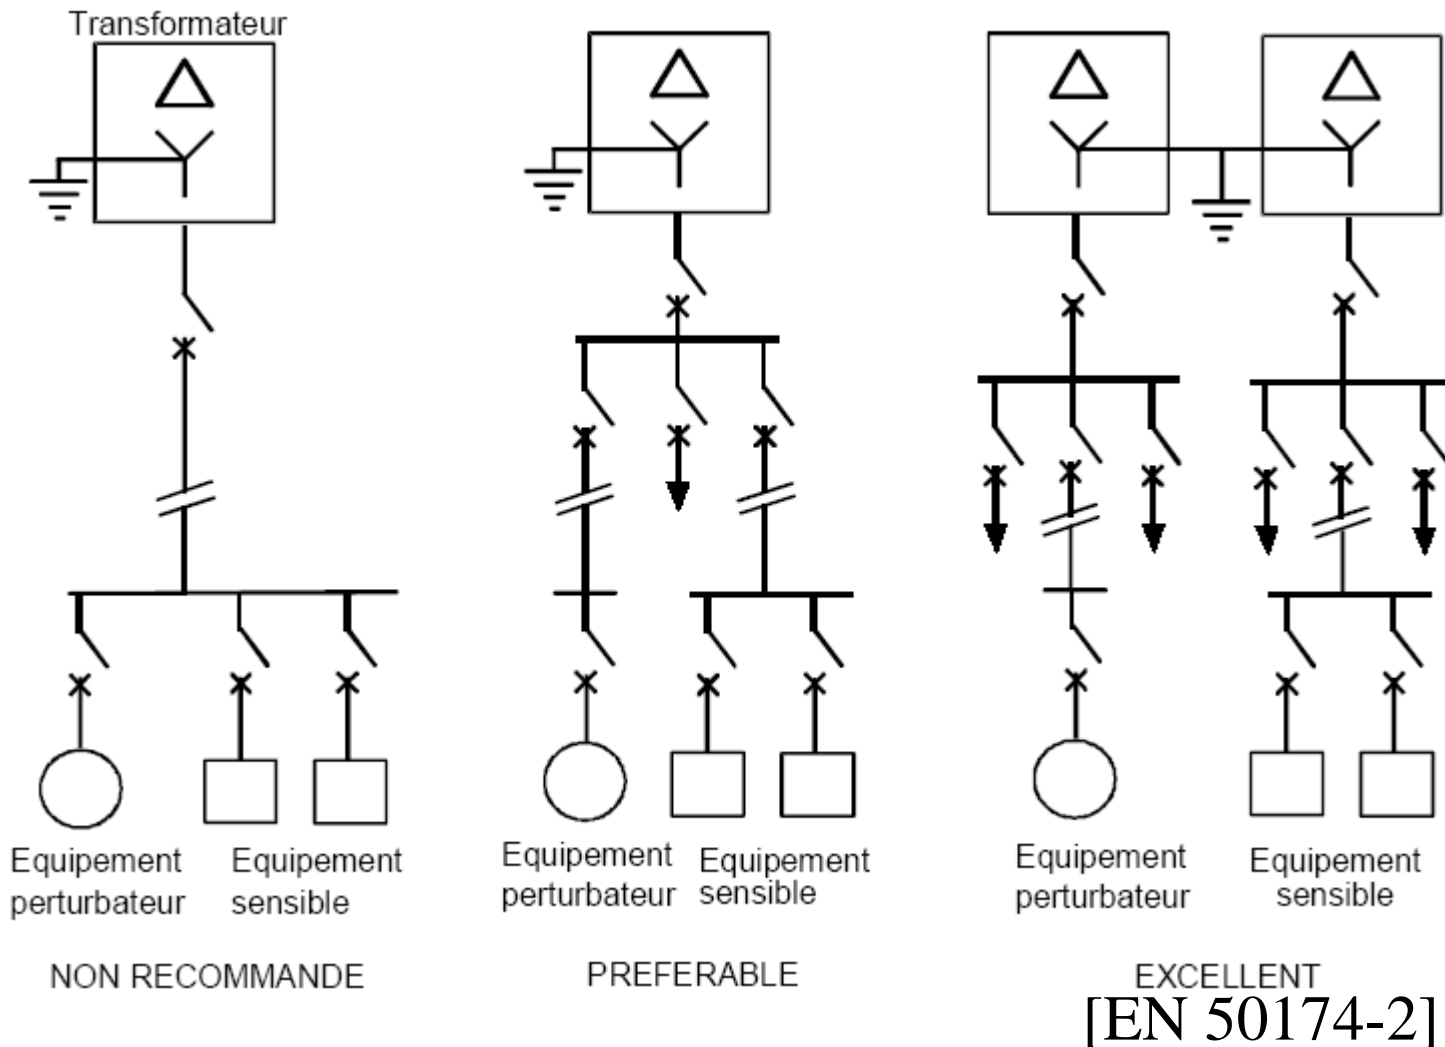 Transformateur
Equipement
perturbateur
Equipement
sensible
Equipement
perturbateur
Equipement
sensible
Equipement
perturbateur
Equipement
sensible
NON RECOMMANDE
PREFERABLE
EXCELLENT
[EN 50174-2]